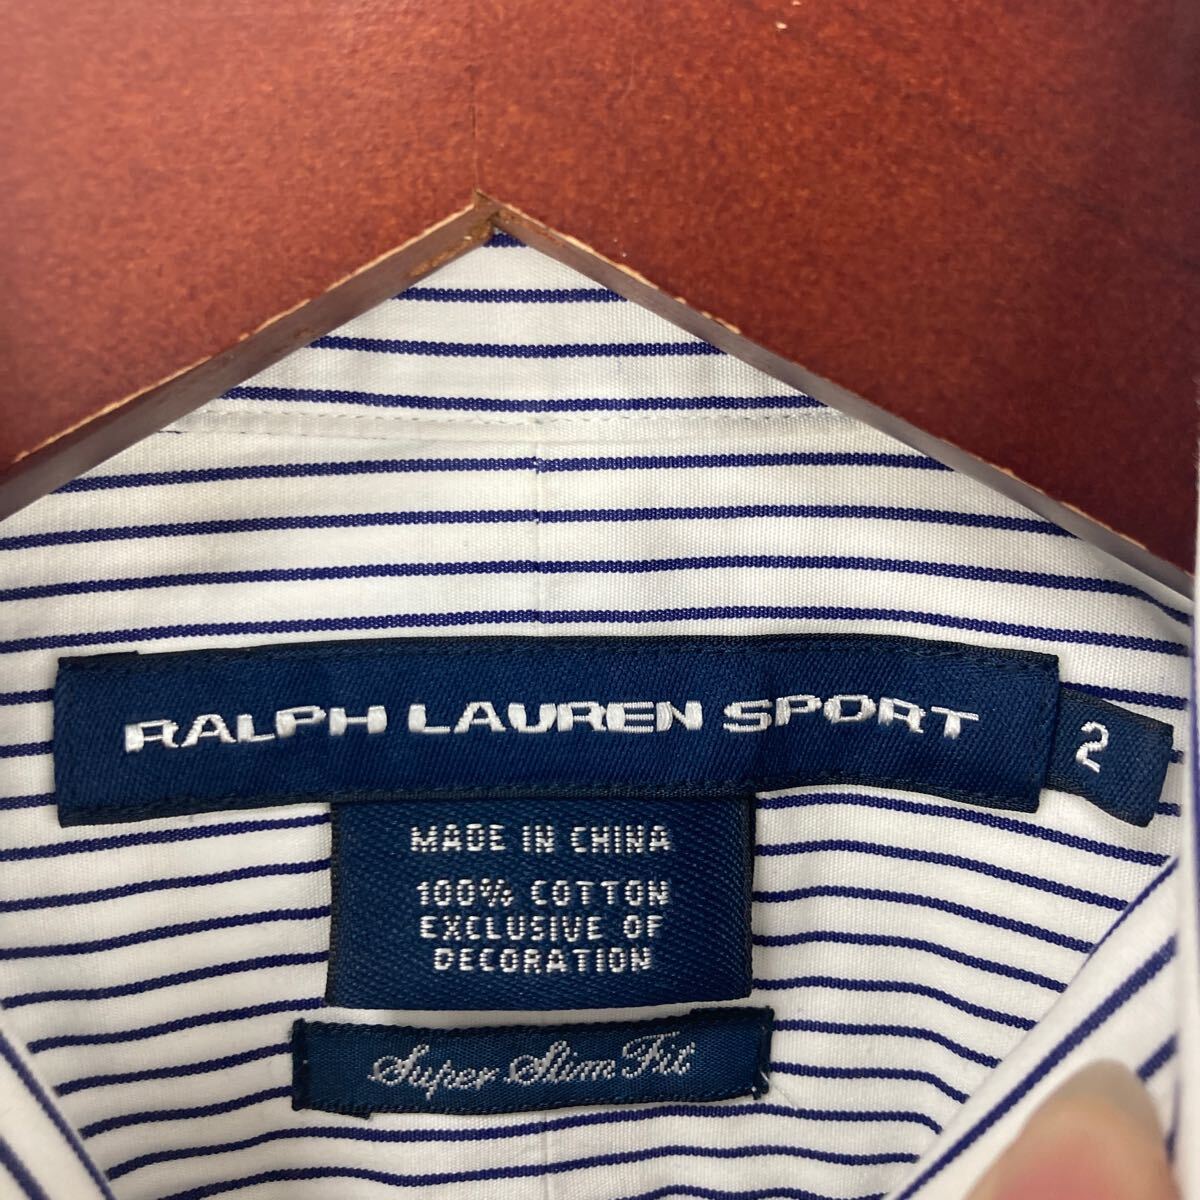 RALPH LAUREN SPORT
2
MADE IN CHINA
100% COTTON
EXCLUSIVE OF
DECORATION
Super Slim Fit